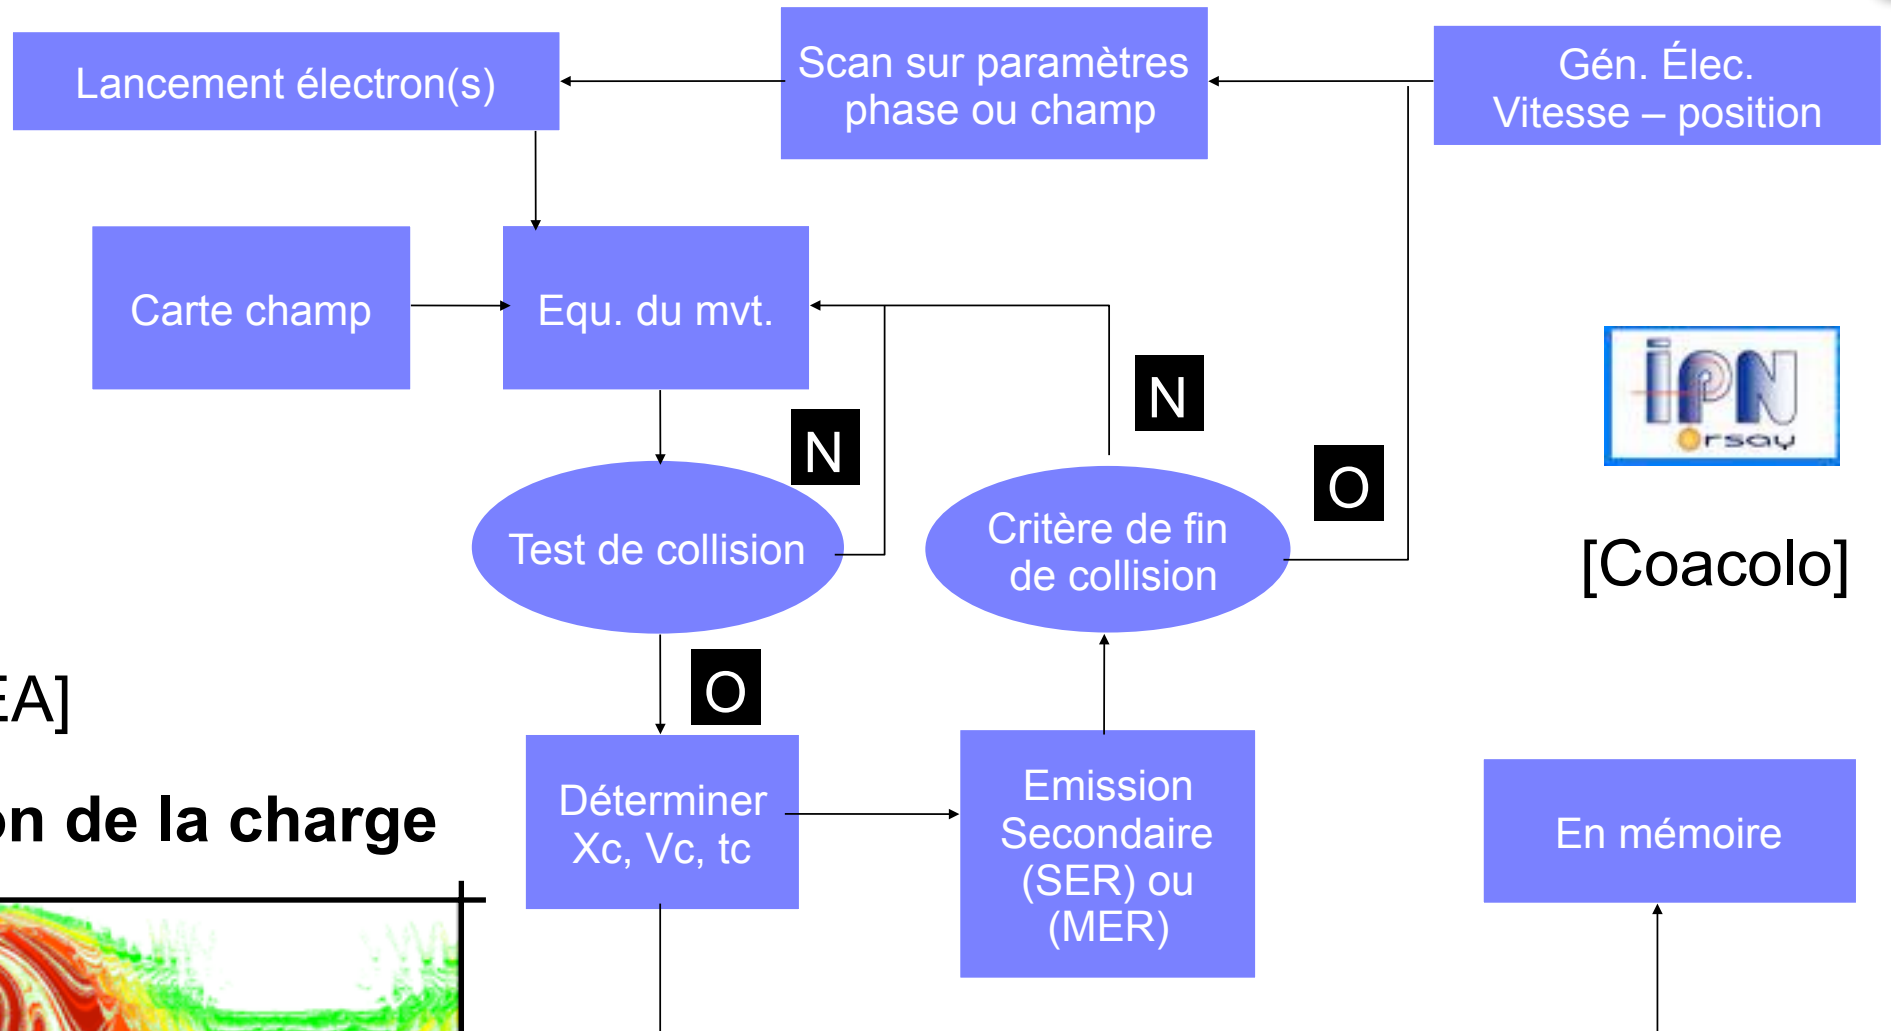 Lancement électron(s)
Scan sur paramètres
phase ou champ
Gén. Élec.
Vitesse – position
Carte champ
Equ. du mvt.
N
N
O
ipn
orsay
Test de collision
Critère de fin
de collision
[Coacolo]
O
EA]
Déterminer
Xc, Vc, tc
Emission
Secondaire
(SER) ou
(MER)
En mémoire
on de la charge